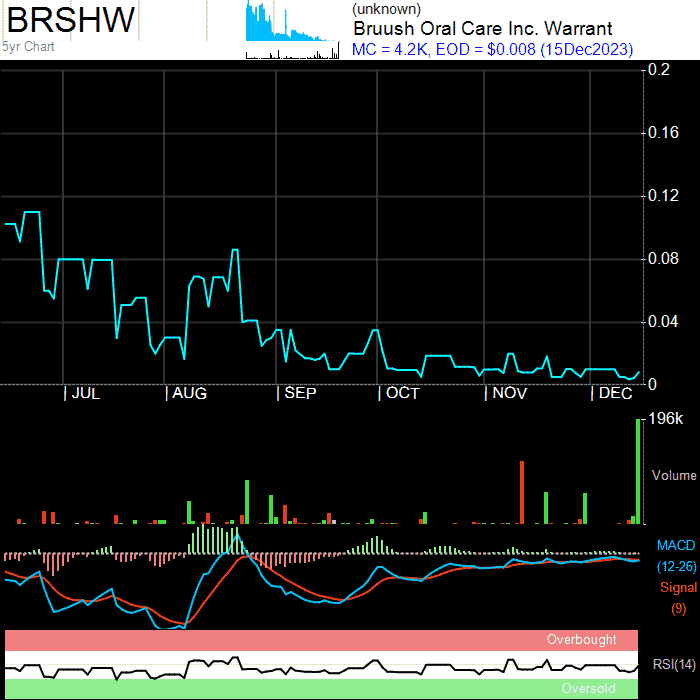 BRSHW
5yr Chart
(unknown)
Bruush Oral Care Inc. Warrant
MC = 4.2K, EOD = $0.008 (15Dec2023)
0.2
0.16
0.12
0.08
0.04
0
| JUL | AUG | SEP | OCT | NOV | DEC
196k
Volume
MACD
(12-26)
Signal
(9)
Overbought
RSI(14)
Oversold